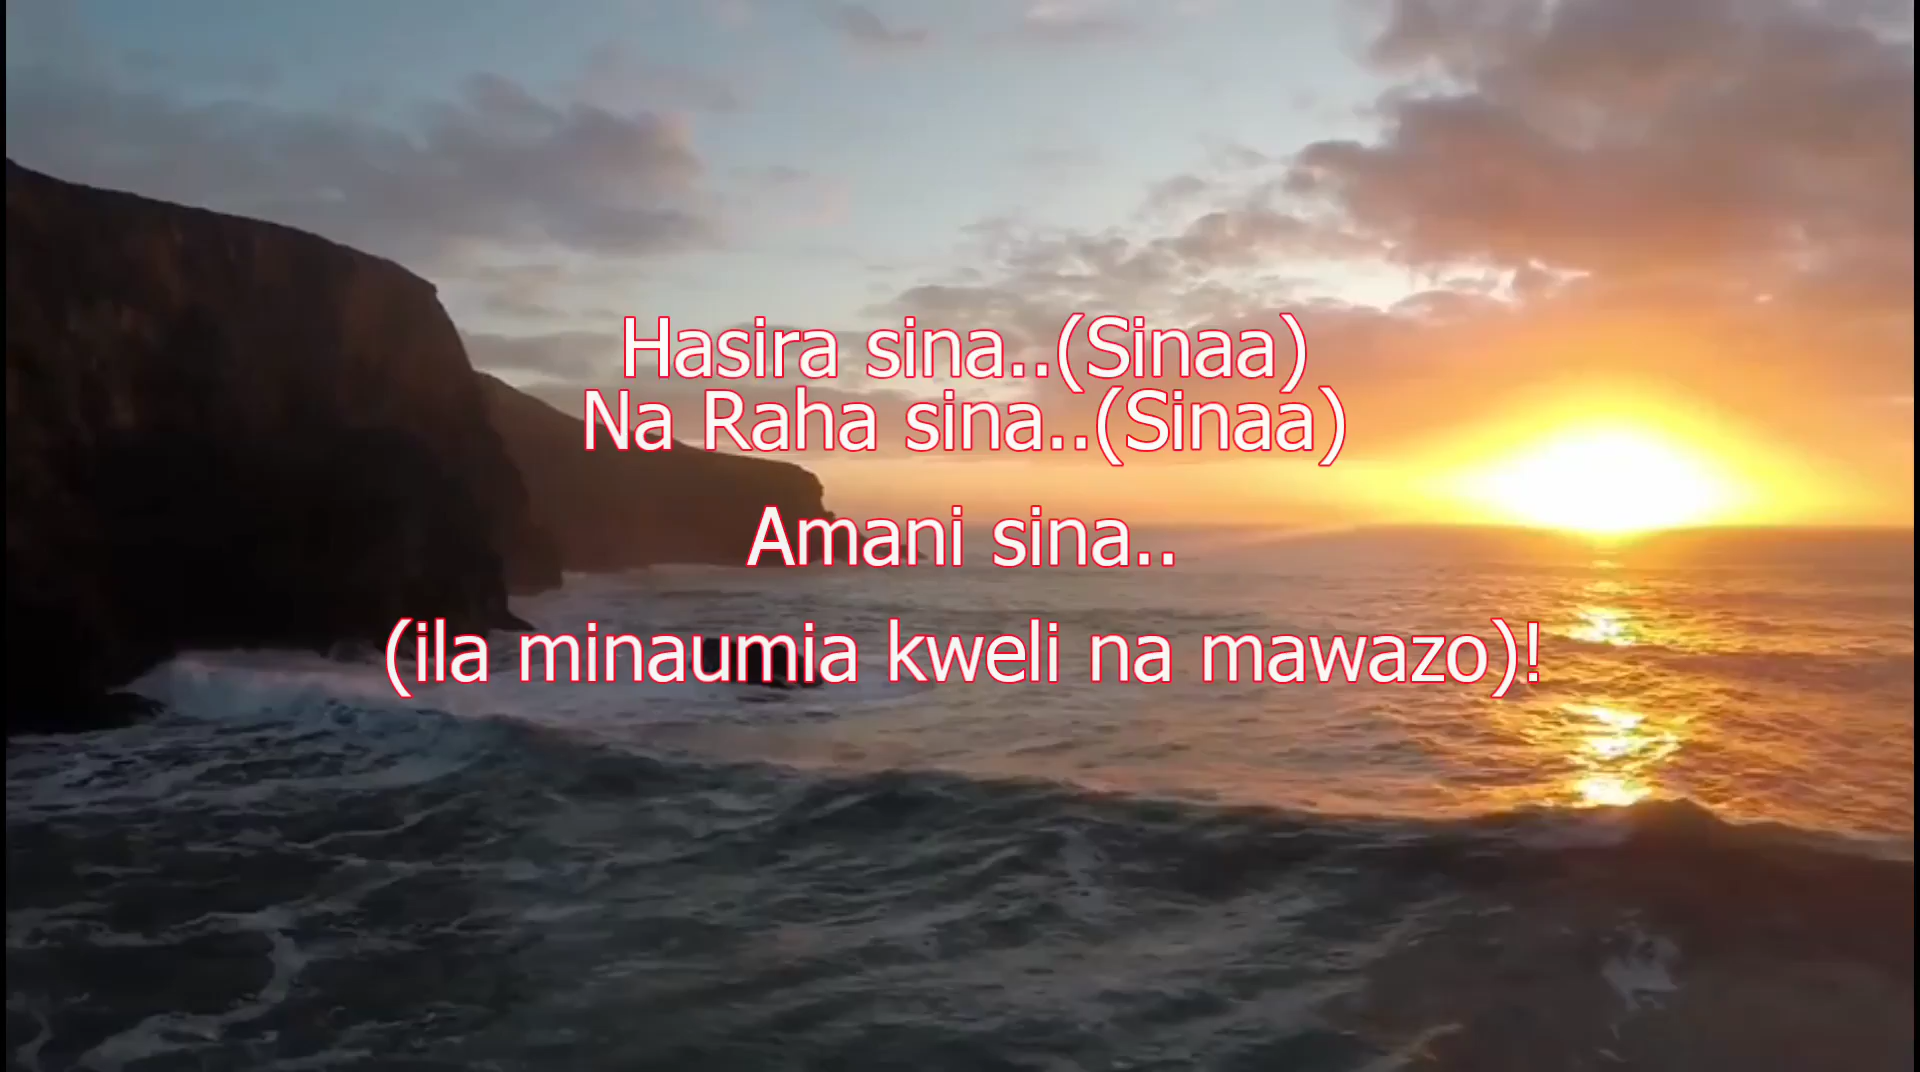 Hasira sina..(Sinaa)
Na Raha sina..(Sinaa)
Amani sina..
(ila minaumia kweli na mawazo)!